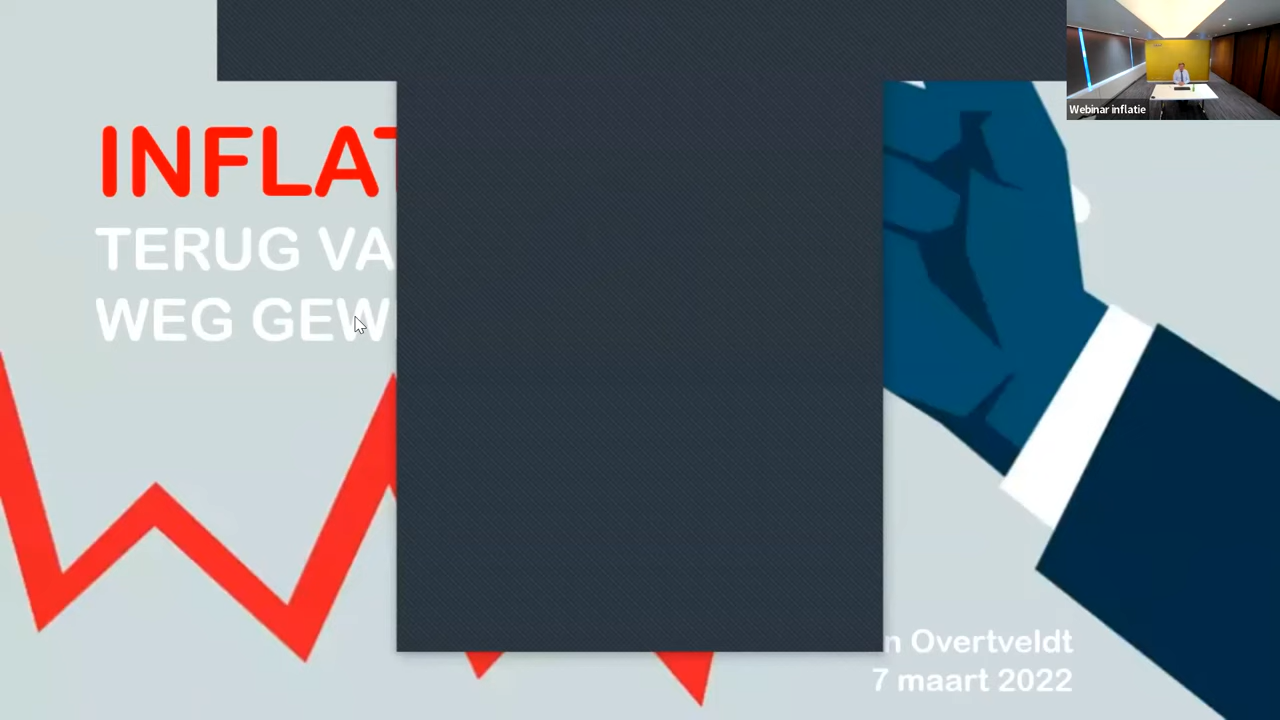 INFLAT
TERUG VA
WEG GEW
n Overtveldt
7 maart 2022
Webinar inflatie